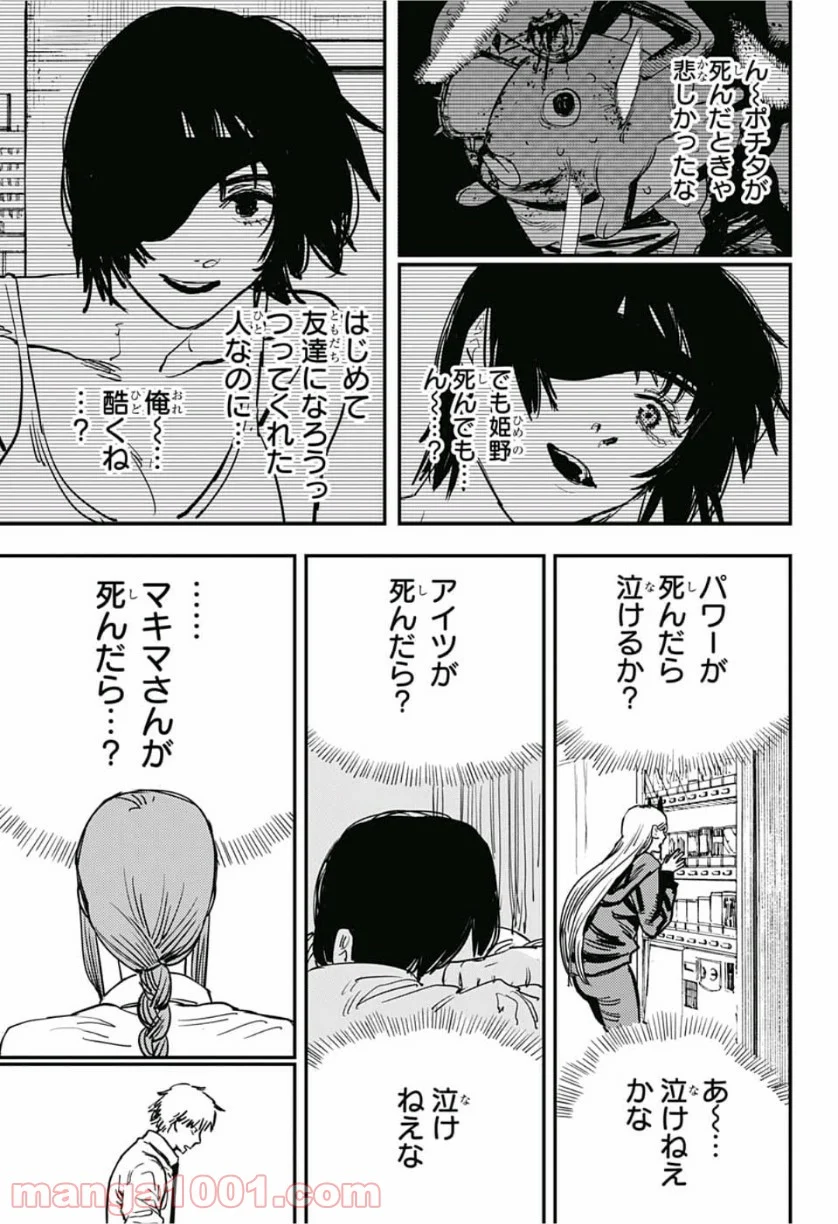 ん〜ポチタが
死んだときゃ
悲しかったな
でも姫野
死んでも…
ん〜…?
はじめて
友達になろうっ
つってくれた
人なのに…
俺〜…
酷くね
…?
パワーが
死んだら
泣けるか?
あ〜…
泣けねえ
かな
アイツが
死んだら?
泣け
ねえな
……
マキマさんが
死んだら…?
manga1001.com